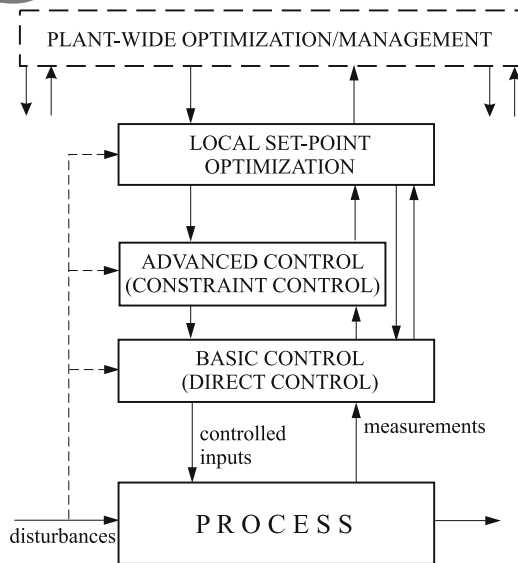 PLANT-WIDE OPTIMIZATION/MANAGEMENT
LOCAL SET-POINT
OPTIMIZATION
ADVANCED CONTROL
(CONSTRAINT CONTROL)
BASIC CONTROL
(DIRECT CONTROL)
controlled
inputs
measurements
PROCESS
disturbances